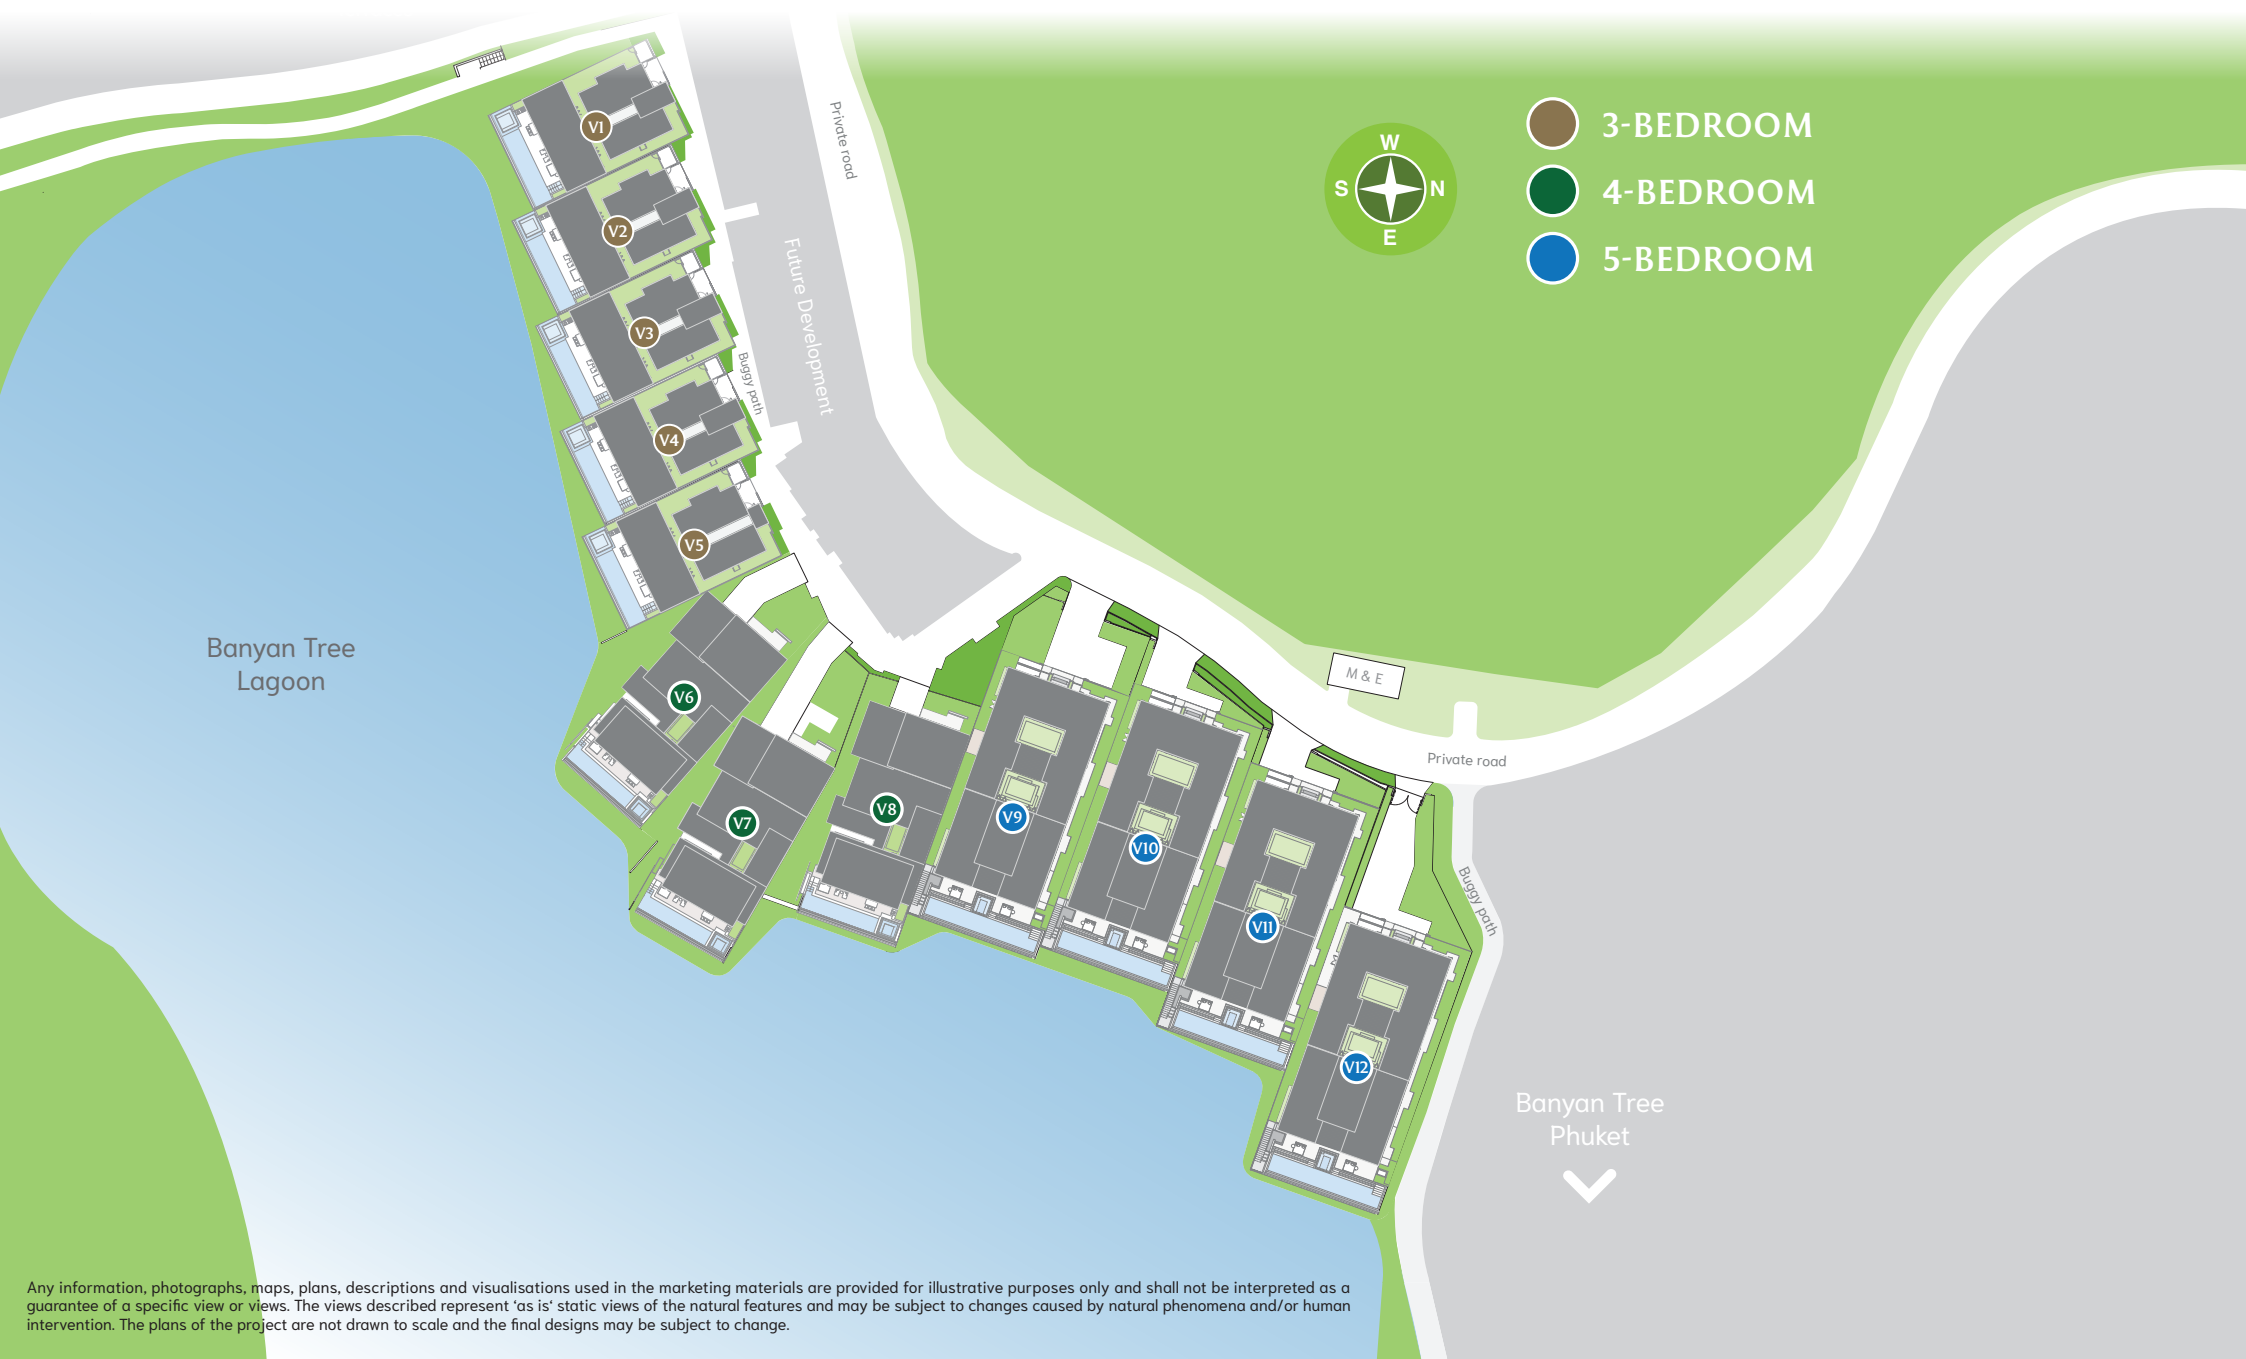 Private road
W
S
N
E
3-BEDROOM
4-BEDROOM
5-BEDROOM
V1
V2
V3
V4
V5
Future Development
Buggy path
Banyan Tree
Lagoon
V6
V7
V8
V9
V10
V11
V12
M & E
Private road
Buggy path
Banyan Tree
Phuket
Any information, photographs, maps, plans, descriptions and visualisations used in the marketing materials are provided for illustrative purposes only and shall not be interpreted as a
guarantee of a specific view or views. The views described represent ‘as is‘ static views of the natural features and may be subject to changes caused by natural phenomena and/or human
intervention. The plans of the project are not drawn to scale and the final designs may be subject to change.